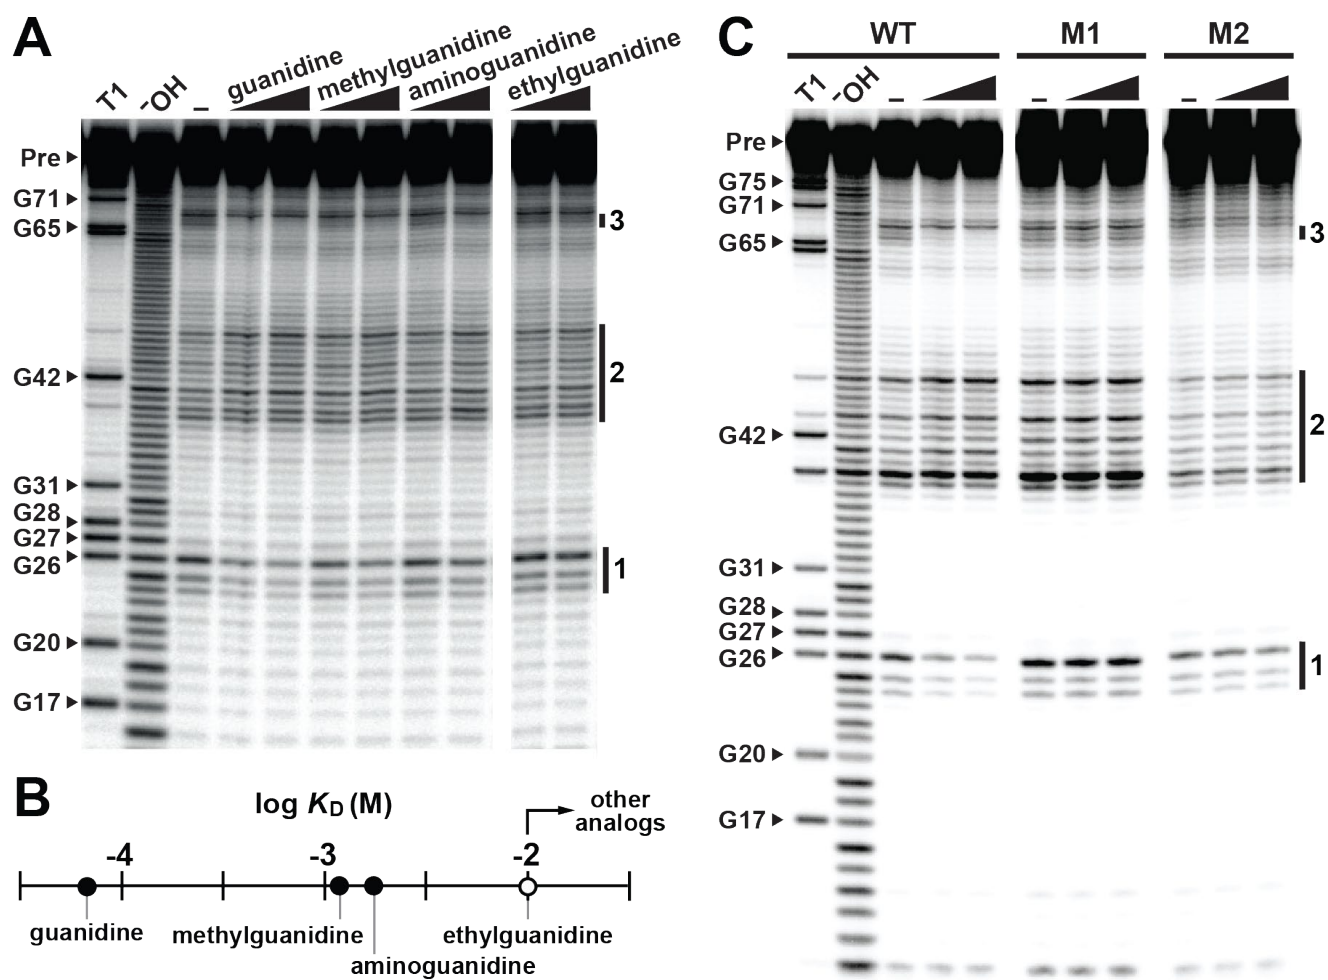 A
T1
-OH
–
guanidine
methylguanidine
aminoguanidine
ethylguanidine
Pre
G71
G65
G42
G31
G28
G27
G26
G20
G17
3
2
1
B
log KD (M)
other
analogs
-4
-3
-2
guanidine
methylguanidine
ethylguanidine
aminoguanidine
C
WT
M1
M2
T1
-OH
–
–
–
Pre
G75
G71
G65
G42
G31
G28
G27
G26
G20
G17
3
2
1